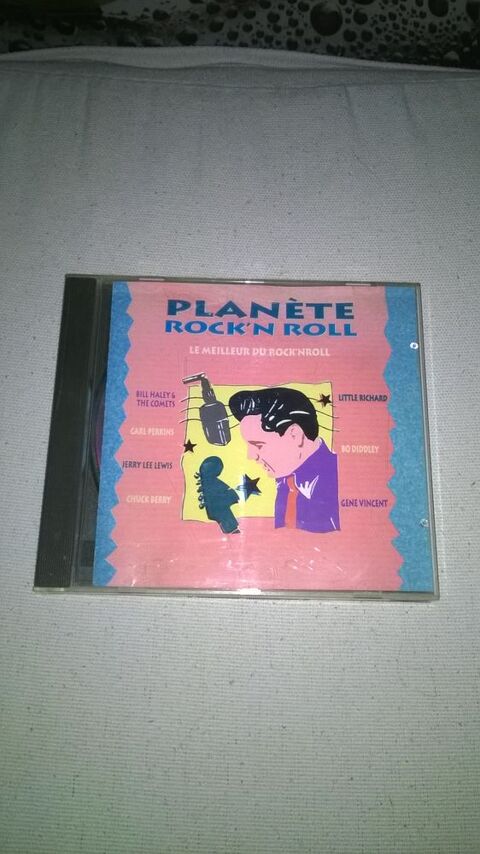 PLANÈTE
ROCK'N ROLL
LE MEILLEUR DU ROCK'NROLL
BILL HALEY &
THE COMETS
CARL PERKINS
JERRY LEE LEWIS
CHUCK BERRY
LITTLE RICHARD
BO DIDDLEY
GENE VINCENT